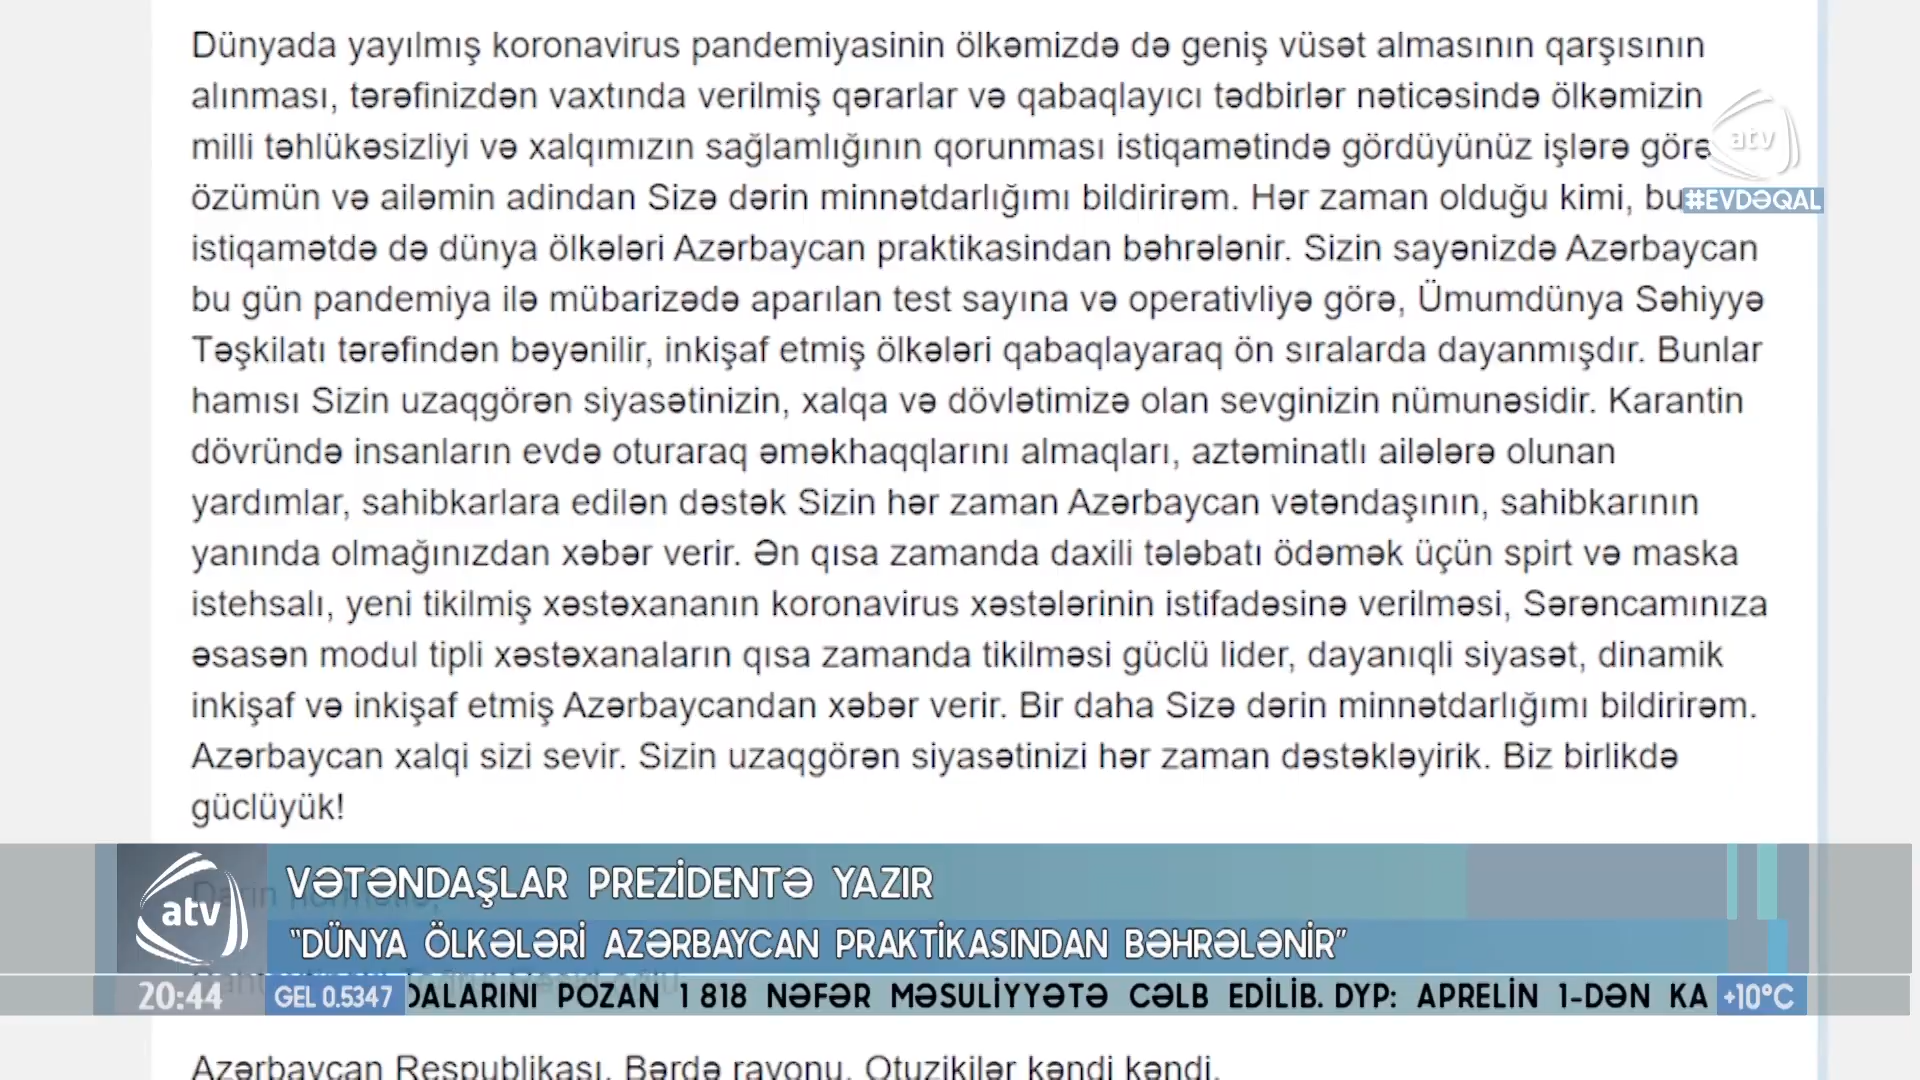 Dünyada yayılmış koronavirus pandemiyasinin ölkəmizdə də geniş vüsət almasının qarşısının
alınması, tərəfinizdən vaxtında verilmiş qərarlar və qabaqlayıcı tədbirlər nəticəsində ölkəmizin
milli təhlükəsizliyi və xalqımızın sağlamlığının qorunması istiqamətində gördüyünüz işlərə görə
atv
özümün və ailəmin adindan Sizə dərin minnətdarlığımı bildirirəm. Hər zaman olduğu kimi, bu
#EVDƏQAL
istiqamətdə də dünya ölkələri Azərbaycan praktikasindan bəhrələnir. Sizin sayənizdə Azərbaycan
bu gün pandemiya ilə mübarizədə aparılan test sayına və operativliyə görə, Ümumdünya Səhiyyə
Təşkilatı tərəfindən bəyənilir, inkişaf etmiş ölkələri qabaqlayaraq ön sıralarda dayanmışdır. Bunlar
hamısı Sizin uzaqgörən siyasətinizin, xalqa və dövlətimizə olan sevginizin nümunəsidir. Karantin
dövründə insanların evdə oturaraq əməkhaqqlarını almaqları, aztəminatlı ailələrə olunan
yardımlar, sahibkarlara edilən dəstək Sizin hər zaman Azərbaycan vətəndaşının, sahibkarının
yanında olmağınızdan xəbər verir. Ən qısa zamanda daxili tələbatı ödəmək üçün spirt və maska
istehsalı, yeni tikilmiş xəstəxananın koronavirus xəstələrinin istifadəsinə verilməsi, Sərəncamınıza
əsasən modul tipli xəstəxanaların qısa zamanda tikilməsi güclü lider, dayanıqli siyasət, dinamik
inkişaf və inkişaf etmiş Azərbaycandan xəbər verir. Bir daha Sizə dərin minnətdarlığımı bildirirəm.
Azərbaycan xalqi sizi sevir. Sizin uzaqgörən siyasətinizi hər zaman dəstəkləyirik. Biz birlikdə
güclüyük!
atv
VƏTƏNDAŞLAR PREZİDENTƏ YAZIR
"DÜNYA ÖLKƏLƏRİ AZƏRBAYCAN PRAKTİKASINDAN BƏHRƏLƏNİR"
20:44 GEL 0.5347 DALARINI POZAN 1 818 NƏFƏR MƏSULİYYƏTƏ CƏLB EDİLİB. DYP: APRELİN 1-DƏN KA +10°C
Azərbaycan Respublikası, Bərdə rayonu, Otuzikilər kəndi kəndi.